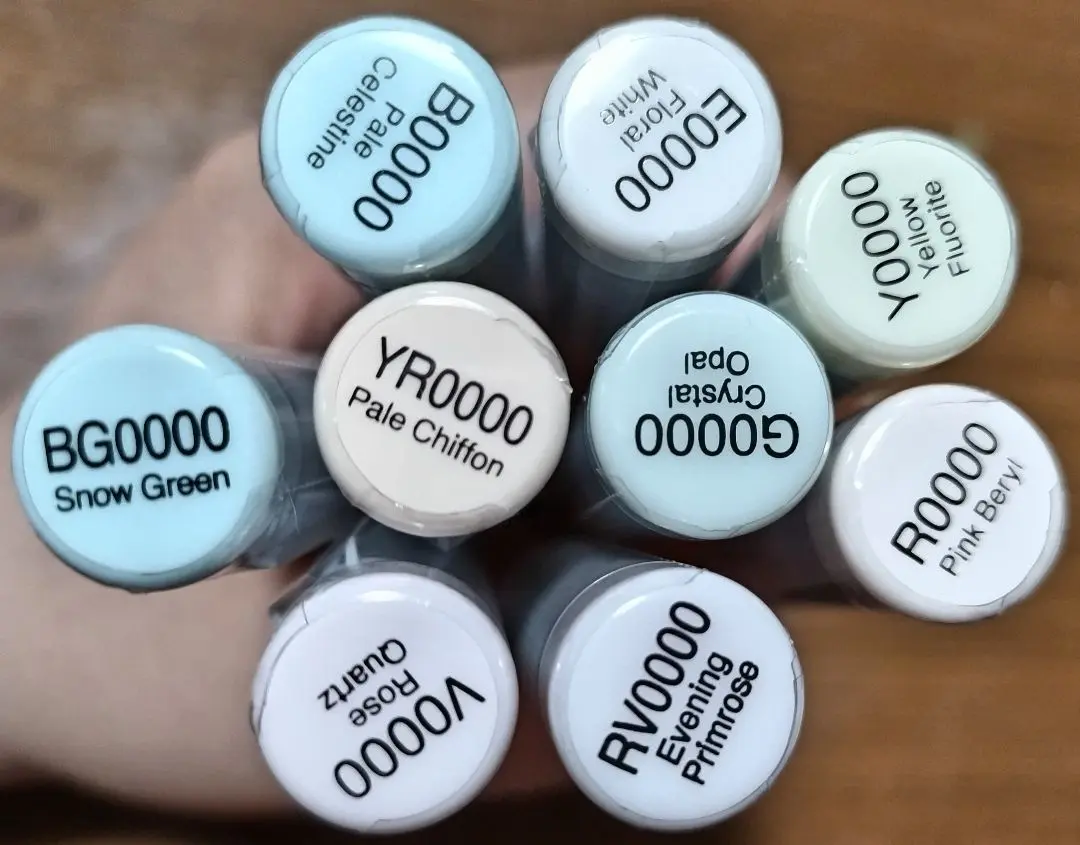 B0000
Pale
Celestine
E0000
Floral
White
Y0000
Yellow
Fluorite
BG0000
Snow Green
YR0000
Pale Chiffon
G0000
Crystal
Opal
R0000
Pink Beryl
V0000
Rose
Quartz
RV0000
Evening
Primrose